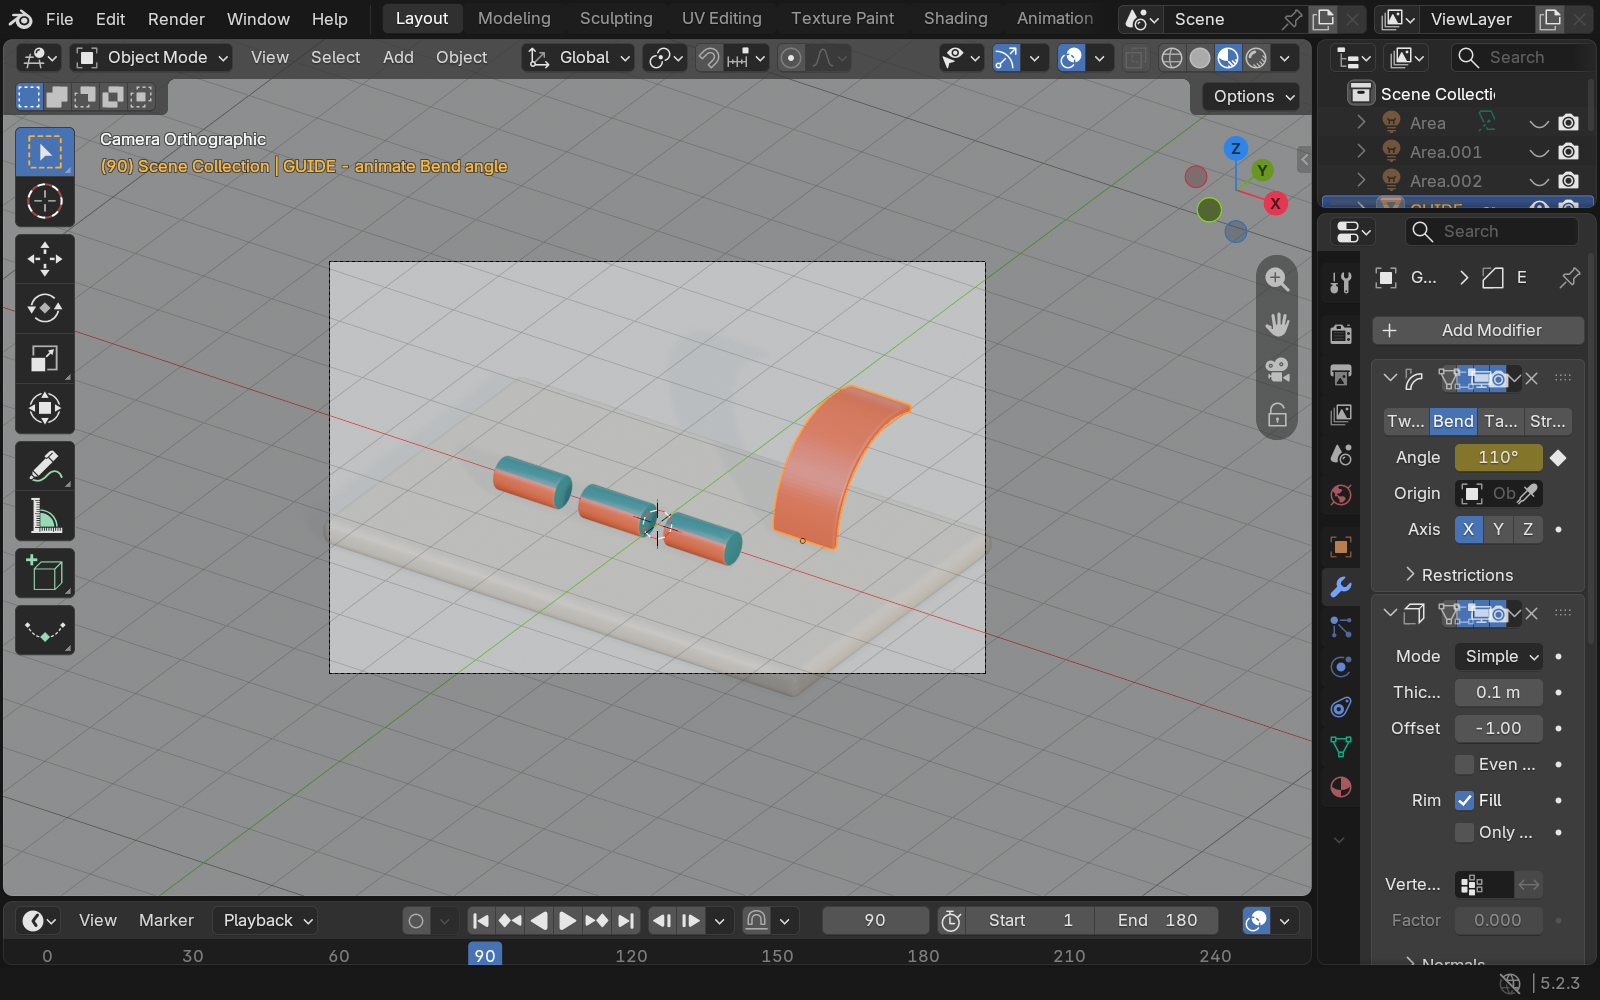 File Edit Render Window Help Layout Modeling Sculpting UV Editing Texture Paint Shading Animation Scene ViewLayer
Object Mode View Select Add Object Global Search
Options
Scene Collecti
Camera Orthographic
(90) Scene Collection | GUIDE - animate Bend angle
Area
Area.001
Area.002
GUIDE
Z
Y
X
Search
G... E
Add Modifier
Tw... Bend Ta... Str...
Angle 110°
Origin Ob
Axis X Y Z
Restrictions
Mode Simple
Thic... 0.1 m
Offset -1.00
Even ...
Rim Fill
Only ...
Verte...
Factor 0.000
Normals
View Marker Playback 90 Start 1 End 180
0 30 60 90 120 150 180 210 240
5.2.3